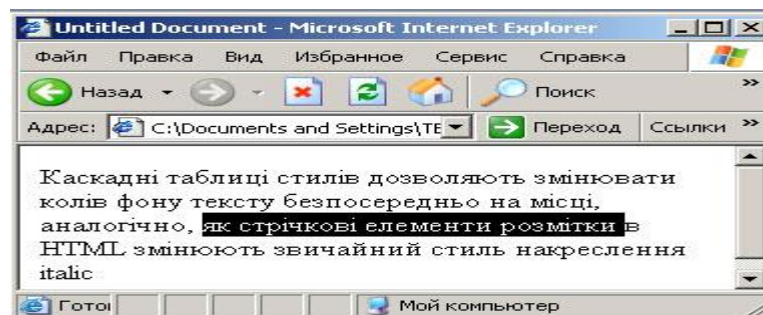 Untitled Document - Microsoft Internet Explorer
Файл Правка Вид Избранное Сервис Справка
Назад Поиск »
Адрес: C:\Documents and Settings\TE Переход Ссылки »
Каскадні таблиці стилів дозволяють змінювати
колів фону тексту безпосередньо на місці,
аналогічно, як стрічкові елементи розмітки в
HTML змінюють звичайний стиль накреслення
italic
Гото Мой компьютер